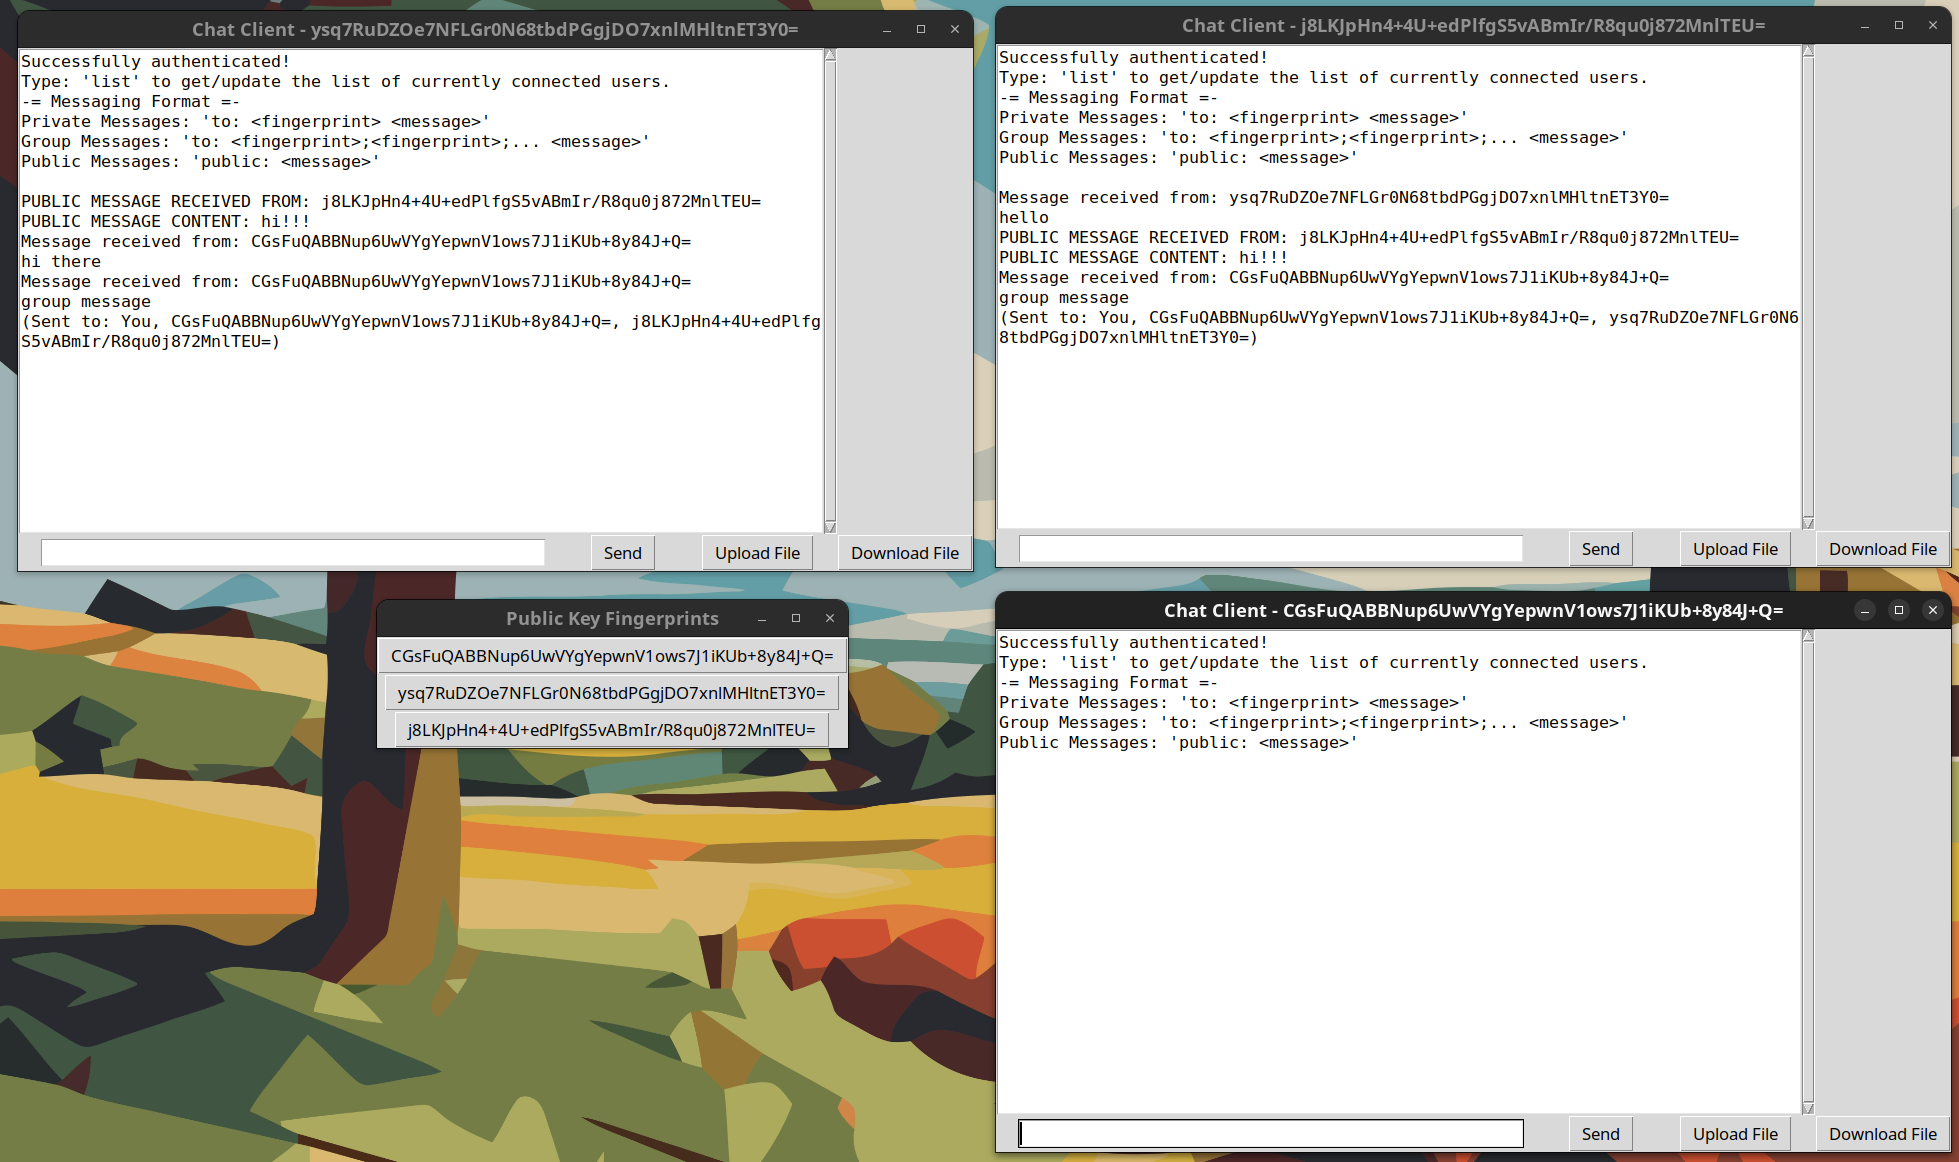 Chat Client - ysq7RuDZOe7NFLGr0N68tbdPGgjDO7xnlMHltnET3Y0=
Successfully authenticated!
Type: 'list' to get/update the list of currently connected users.
-= Messaging Format =-
Private Messages: 'to: <fingerprint> <message>'
Group Messages: 'to: <fingerprint>;<fingerprint>;... <message>'
Public Messages: 'public: <message>'
PUBLIC MESSAGE RECEIVED FROM: j8LKJpHn4+4U+edPlfgS5vABmIr/R8qu0j872MnlTEU=
PUBLIC MESSAGE CONTENT: hi!!!
Message received from: CGsFuQABBNup6UwVYgYepwnV1ows7J1iKUb+8y84J+Q=
hi there
Message received from: CGsFuQABBNup6UwVYgYepwnV1ows7J1iKUb+8y84J+Q=
group message
(Sent to: You, CGsFuQABBNup6UwVYgYepwnV1ows7J1iKUb+8y84J+Q=, j8LKJpHn4+4U+edPlfg
S5vABmIr/R8qu0j872MnlTEU=)
Send Upload File Download File
Chat Client - j8LKJpHn4+4U+edPlfgS5vABmIr/R8qu0j872MnlTEU=
Successfully authenticated!
Type: 'list' to get/update the list of currently connected users.
-= Messaging Format =-
Private Messages: 'to: <fingerprint> <message>'
Group Messages: 'to: <fingerprint>;<fingerprint>;... <message>'
Public Messages: 'public: <message>'
Message received from: ysq7RuDZOe7NFLGr0N68tbdPGgjDO7xnlMHltnET3Y0=
hello
PUBLIC MESSAGE RECEIVED FROM: j8LKJpHn4+4U+edPlfgS5vABmIr/R8qu0j872MnlTEU=
PUBLIC MESSAGE CONTENT: hi!!!
Message received from: CGsFuQABBNup6UwVYgYepwnV1ows7J1iKUb+8y84J+Q=
group message
(Sent to: You, CGsFuQABBNup6UwVYgYepwnV1ows7J1iKUb+8y84J+Q=, ysq7RuDZOe7NFLGr0N6
8tbdPGgjDO7xnlMHltnET3Y0=)
Send Upload File Download File
Public Key Fingerprints
CGsFuQABBNup6UwVYgYepwnV1ows7J1iKUb+8y84J+Q=
ysq7RuDZOe7NFLGr0N68tbdPGgjDO7xnlMHltnET3Y0=
j8LKJpHn4+4U+edPlfgS5vABmIr/R8qu0j872MnlTEU=
Chat Client - CGsFuQABBNup6UwVYgYepwnV1ows7J1iKUb+8y84J+Q=
Successfully authenticated!
Type: 'list' to get/update the list of currently connected users.
-= Messaging Format =-
Private Messages: 'to: <fingerprint> <message>'
Group Messages: 'to: <fingerprint>;<fingerprint>;... <message>'
Public Messages: 'public: <message>'
Send Upload File Download File